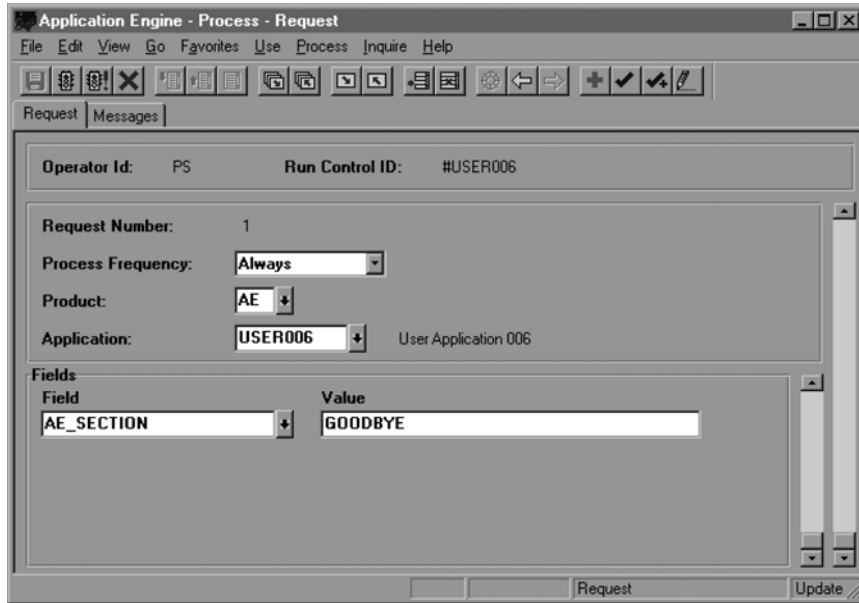 Application Engine - Process - Request
File Edit View Go Favorites Use Process Inquire Help
Request Messages
Operator Id: PS Run Control ID: #USER006
Request Number: 1
Process Frequency: Always
Product: AE
Application: USER006 User Application 006
Fields
Field Value
AE_SECTION GOODBYE
Request Update